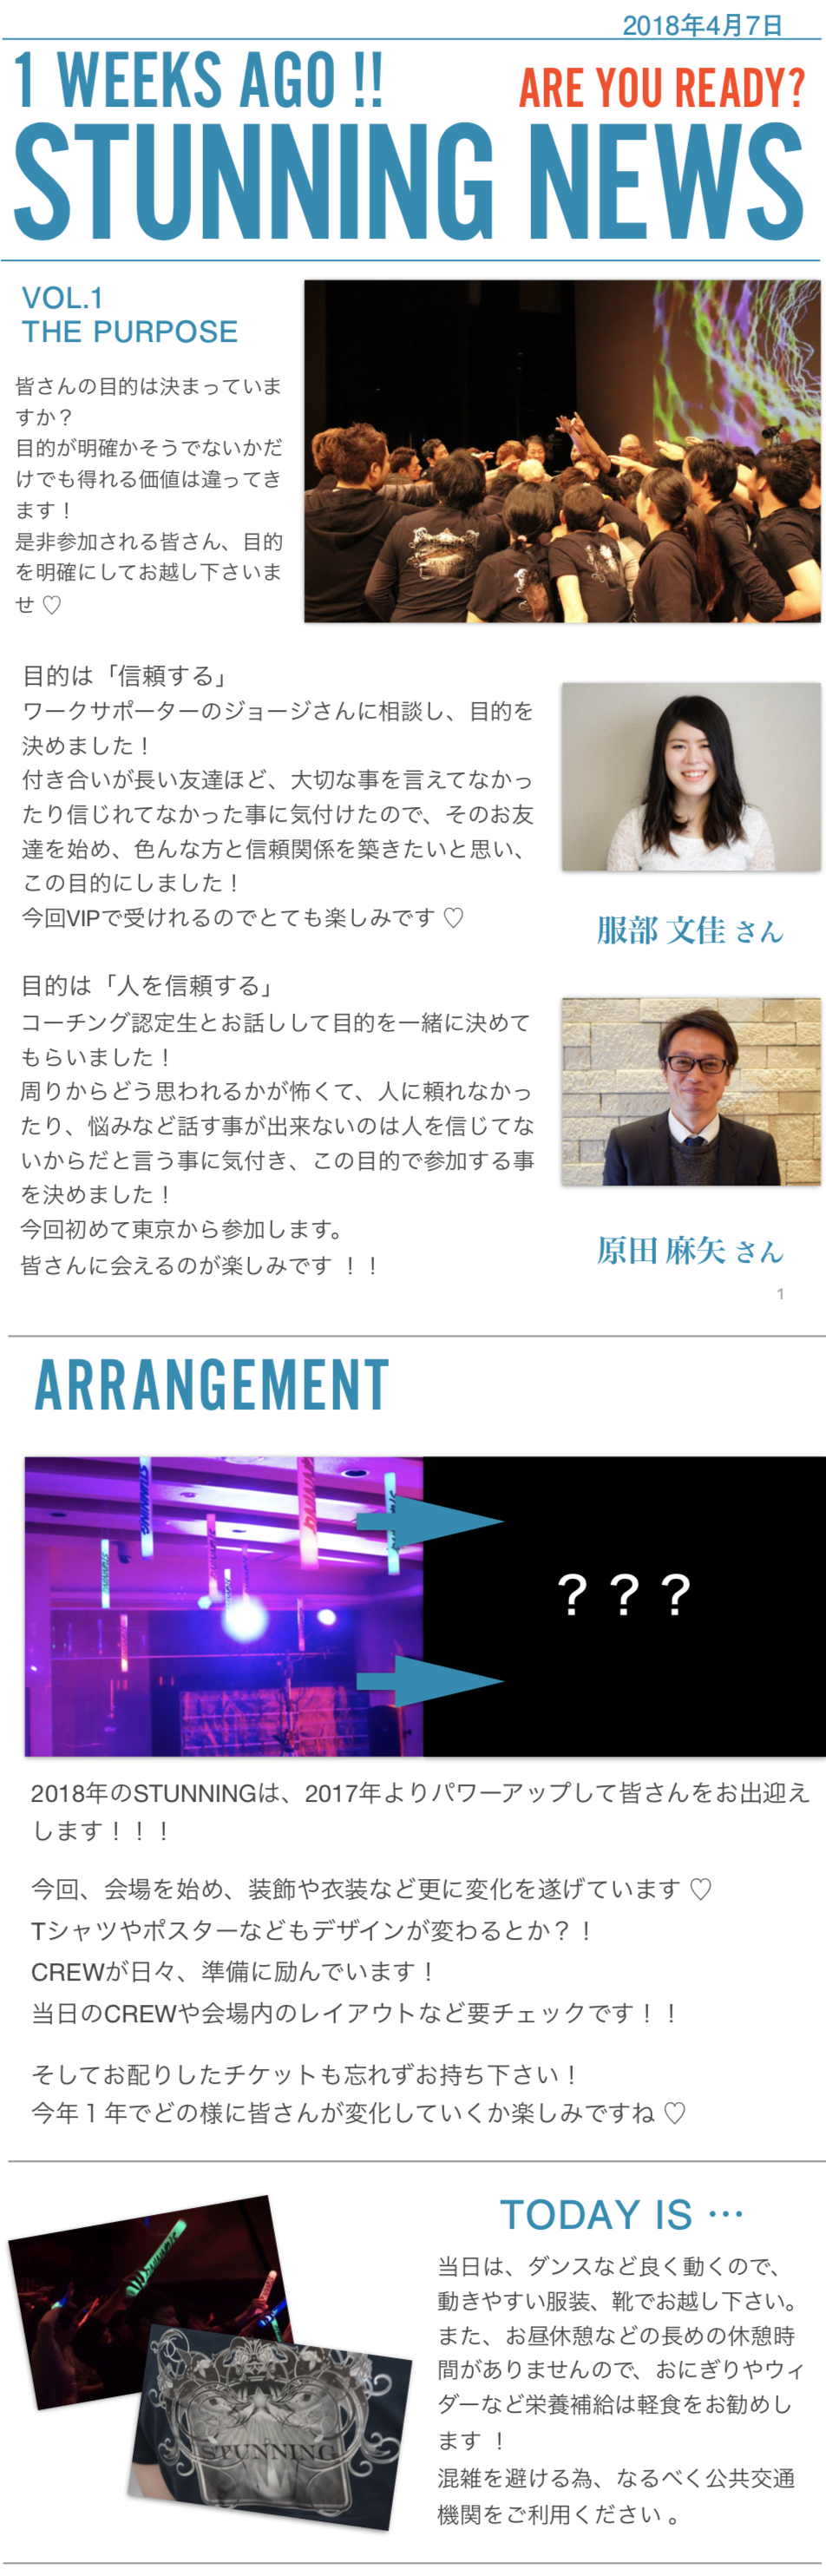 2018年4月7日
1 WEEKS AGO !!
ARE YOU READY?
STUNNING NEWS
VOL.1
THE PURPOSE
皆さんの目的は決まっていま
すか？
目的が明確かそうでないかだ
けでも得れる価値は違ってき
ます！
是非参加される皆さん、目的
を明確にしてお越し下さいま
せ ♡
目的は「信頼する」
ワークサポーターのジョージさんに相談し、目的を
決めました！
付き合いが長い友達ほど、大切な事を言えてなかっ
たり信じれてなかった事に気付けたので、そのお友
達を始め、色んな方と信頼関係を築きたいと思い、
この目的にしました！
今回VIPで受けれるのでとても楽しみです ♡
服部 文佳 さん
目的は「人を信頼する」
コーチング認定生とお話しして目的を一緒に決めて
もらいました！
周りからどう思われるかが怖くて、人に頼れなかっ
たり、悩みなど話す事が出来ないのは人を信じてな
いからだと言う事に気付き、この目的で参加する事
を決めました！
今回初めて東京から参加します。
皆さんに会えるのが楽しみです ！！
原田 麻矢 さん
1
ARRANGEMENT
STUNNING
？？？
2018年のSTUNNINGは、2017年よりパワーアップして皆さんをお出迎え
します！！！
今回、会場を始め、装飾や衣装など更に変化を遂げています ♡
Tシャツやポスターなどもデザインが変わるとか？！
CREWが日々、準備に励んでいます！
当日のCREWや会場内のレイアウトなど要チェックです！！
そしてお配りしたチケットも忘れずお持ち下さい！
今年１年でどの様に皆さんが変化していくか楽しみですね ♡
TODAY IS …
当日は、ダンスなど良く動くので、
動きやすい服装、靴でお越し下さい。
また、お昼休憩などの長めの休憩時
間がありませんので、おにぎりやウィ
ダーなど栄養補給は軽食をお勧めし
ます ！
混雑を避ける為、なるべく公共交通
機関をご利用ください 。
STUNNING
STUNNING